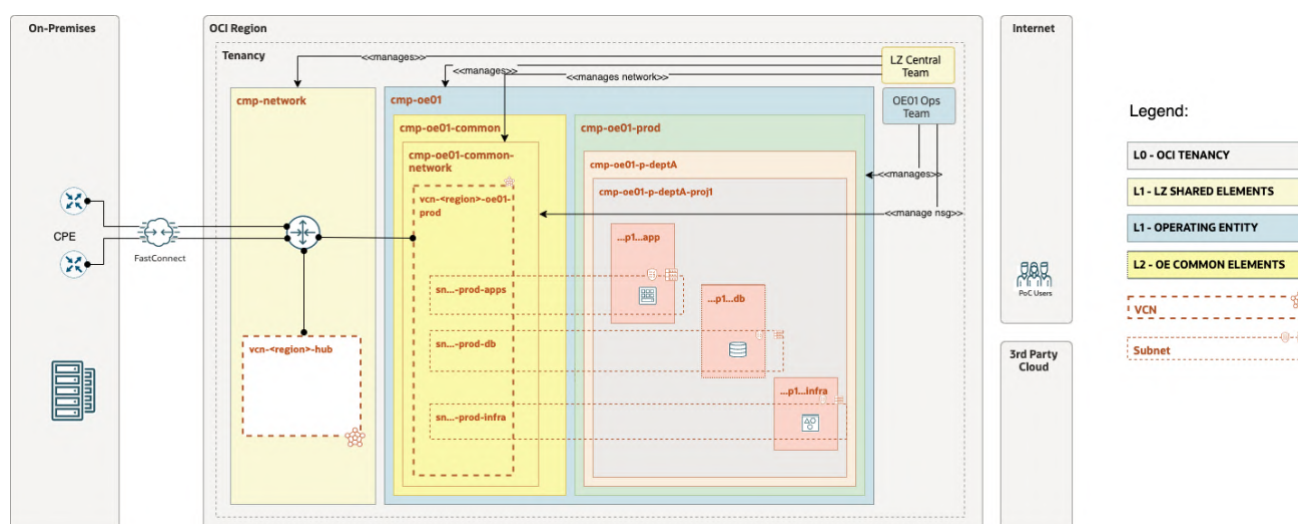 On-Premises
CPE
FastConnect
OCI Region
Tenancy
<<manages>>
<<manages>>
<<manages network>>
LZ Central
Team
OE01 Ops
Team
<<manages>>
<<manage nsg>>
cmp-network
vcn-<region>-hub
cmp-oe01
cmp-oe01-common
cmp-oe01-common-
network
vcn-<region>-oe01-
prod
sn...-prod-apps
sn...-prod-db
sn...-prod-infra
cmp-oe01-prod
cmp-oe01-p-deptA
cmp-oe01-p-deptA-proj1
...p1...app
...p1...db
...p1...infra
Internet
PoC Users
3rd Party
Cloud
Legend:
L0 - OCI TENANCY
L1 - LZ SHARED ELEMENTS
L1 - OPERATING ENTITY
L2 - OE COMMON ELEMENTS
VCN
Subnet